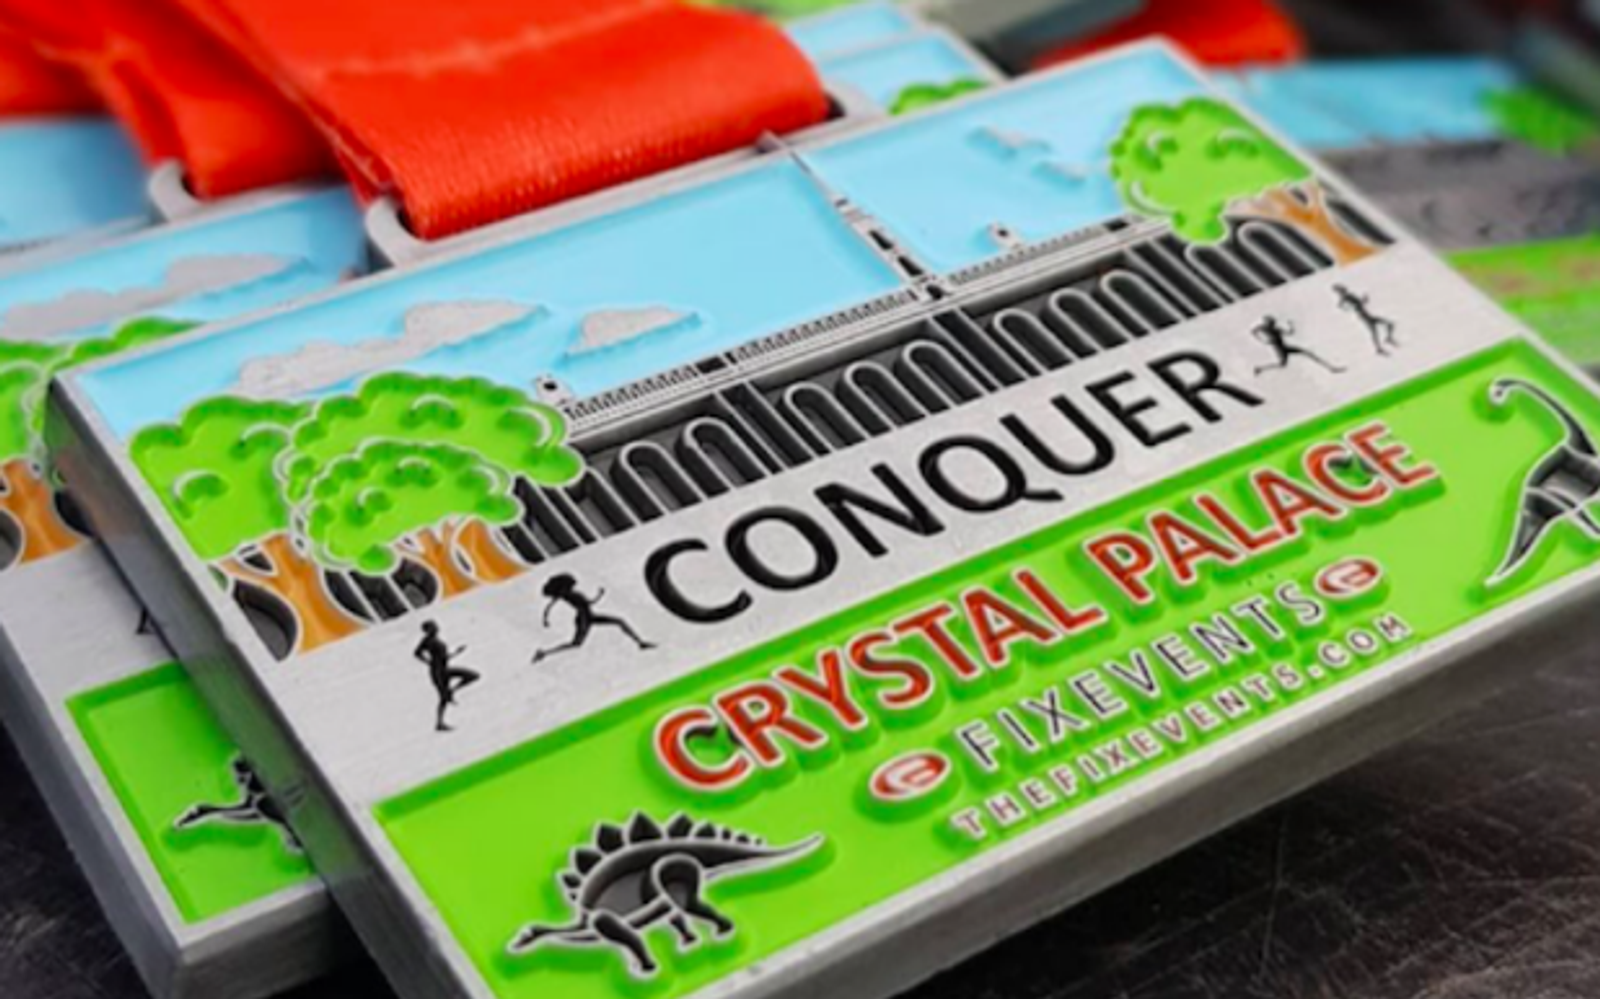 CONQUER
CRYSTAL PALACE
FIXEVENTS
THEFIXEVENTS.COM